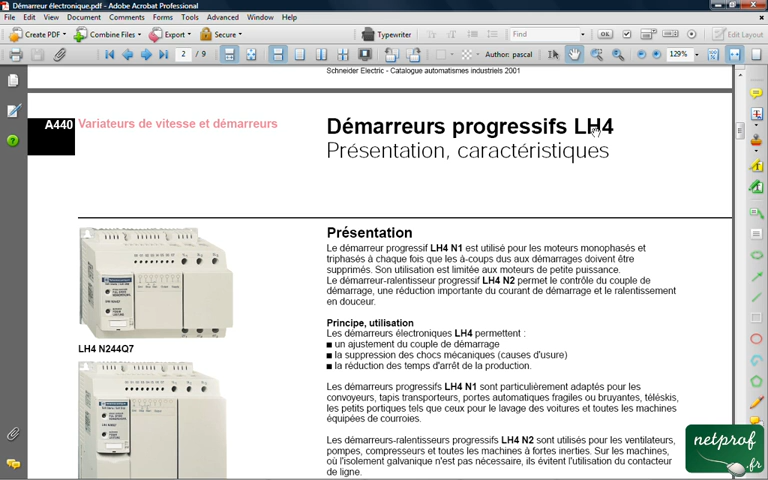 Démarreur électronique.pdf - Adobe Acrobat Professional
File Edit View Document Comments Forms Tools Advanced Window Help
Create PDF Combine Files Export Secure Typewriter Find OK Edit Layout
2 / 9 Author: pascal 129%
Schneider Electric - Catalogue automatismes industriels 2001
A440 Variateurs de vitesse et démarreurs
Démarreurs progressifs LH4
Présentation, caractéristiques
Présentation
Le démarreur progressif LH4 N1 est utilisé pour les moteurs monophasés et
triphasés à chaque fois que les à-coups dus aux démarrages doivent être
supprimés. Son utilisation est limitée aux moteurs de petite puissance.
Le démarreur-ralentisseur progressif LH4 N2 permet le contrôle du couple de
démarrage, une réduction importante du courant de démarrage et le ralentissement
en douceur.
LH4 N244Q7
Principe, utilisation
Les démarreurs électroniques LH4 permettent :
■ un ajustement du couple de démarrage
■ la suppression des chocs mécaniques (causes d'usure)
■ la réduction des temps d'arrêt de la production.
Les démarreurs progressifs LH4 N1 sont particulièrement adaptés pour les
convoyeurs, tapis transporteurs, portes automatiques fragiles ou bruyantes, téléskis,
les petits portiques tels que ceux pour le lavage des voitures et toutes les machines
équipées de courroies.
Les démarreurs-ralentisseurs progressifs LH4 N2 sont utilisés pour les ventilateurs,
pompes, compresseurs et toutes les machines à fortes inerties. Sur les machines,
où l'isolement galvanique n'est pas nécessaire, ils évitent l'utilisation du contacteur
de ligne.
netprof
.fr